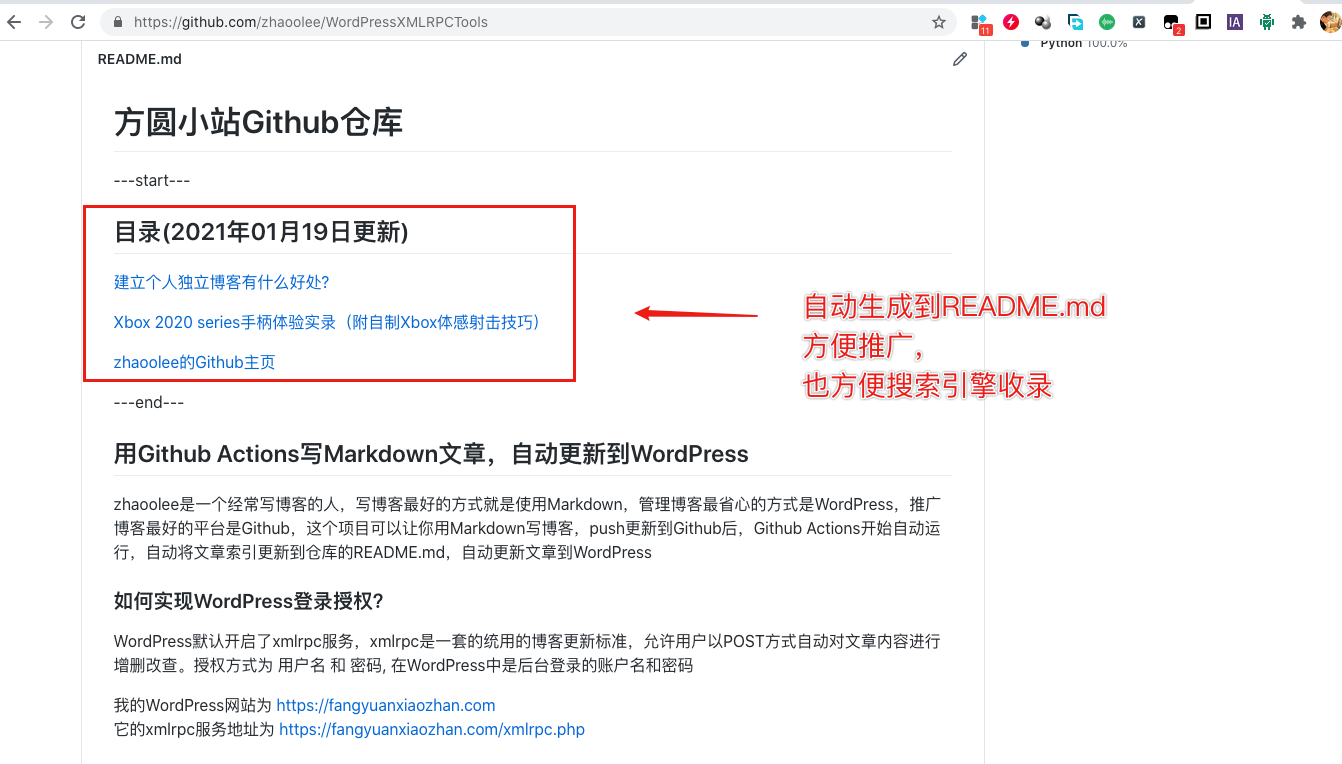 https://github.com/zhaoolee/WordPressXMLRPCTools
11
2
IA
README.md
Python 100.0%
方圆小站Github仓库
---start---
目录(2021年01月19日更新)
建立个人独立博客有什么好处?
Xbox 2020 series手柄体验实录（附自制Xbox体感射击技巧）
zhaoolee的Github主页
自动生成到README.md
方便推广，
也方便搜索引擎收录
---end---
用Github Actions写Markdown文章，自动更新到WordPress
zhaoolee是一个经常写博客的人，写博客最好的方式就是使用Markdown，管理博客最省心的方式是WordPress，推广
博客最好的平台是Github，这个项目可以让你用Markdown写博客，push更新到Github后，Github Actions开始自动运
行，自动将文章索引更新到仓库的README.md，自动更新文章到WordPress
如何实现WordPress登录授权?
WordPress默认开启了xmlrpc服务，xmlrpc是一套的统用的博客更新标准，允许用户以POST方式自动对文章内容进行
增删改查。授权方式为 用户名 和 密码, 在WordPress中是后台登录的账户名和密码
我的WordPress网站为 https://fangyuanxiaozhan.com
它的xmlrpc服务地址为 https://fangyuanxiaozhan.com/xmlrpc.php